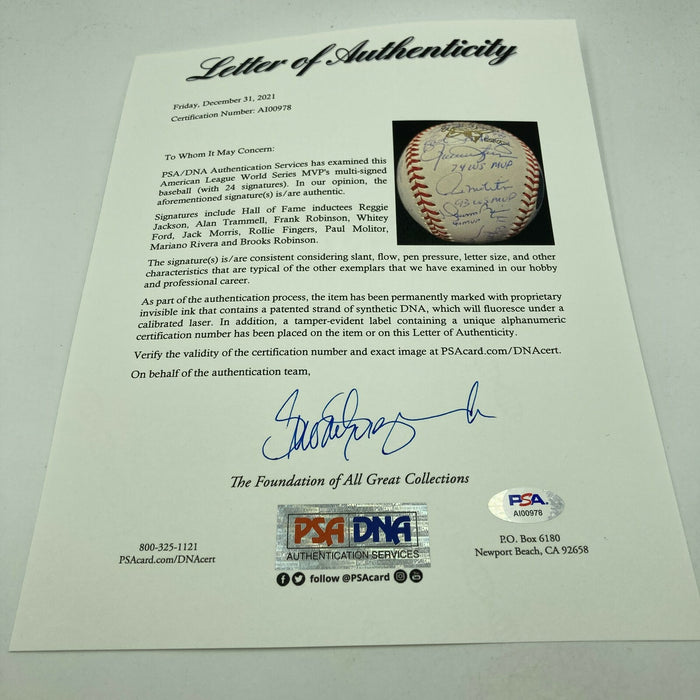 Letter of Authenticity
Friday, December 31, 2021
Certification Number: AI00978
To Whom It May Concern:
PSA/DNA Authentication Services has examined this
American League World Series MVP's multi-signed
baseball (with 24 signatures). In our opinion, the
aforementioned signature(s) is/are authentic.
Signatures include Hall of Fame inductees Reggie
Jackson, Alan Trammell, Frank Robinson, Whitey
Ford, Jack Morris, Rollie Fingers, Paul Molitor,
Mariano Rivera and Brooks Robinson.
74 WS MVP
93 WS MVP
The signature(s) is/are consistent considering slant, flow, pen pressure, letter size, and other
characteristics that are typical of the other exemplars that we have examined in our hobby
and professional career.
As part of the authentication process, the item has been permanently marked with proprietary
invisible ink that contains a patented strand of synthetic DNA, which will fluoresce under a
calibrated laser. In addition, a tamper-evident label containing a unique alphanumeric
certification number has been placed on the item or on this Letter of Authenticity.
Verify the validity of the certification number and exact image at PSAcard.com/DNAcert.
On behalf of the authentication team,
The Foundation of All Great Collections
PSA
AI00978
PSA DNA
AUTHENTICATION SERVICES
follow @PSAcard
800-325-1121
PSAcard.com/DNAcert
P.O. Box 6180
Newport Beach, CA 92658